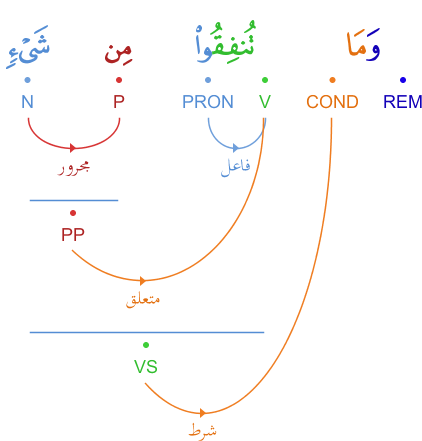 وَمَا تُنفِقُوا۟ مِن شَىْءٍ
REM COND V PRON P N
فاعل
مجرور
PP
متعلق
VS
شرط